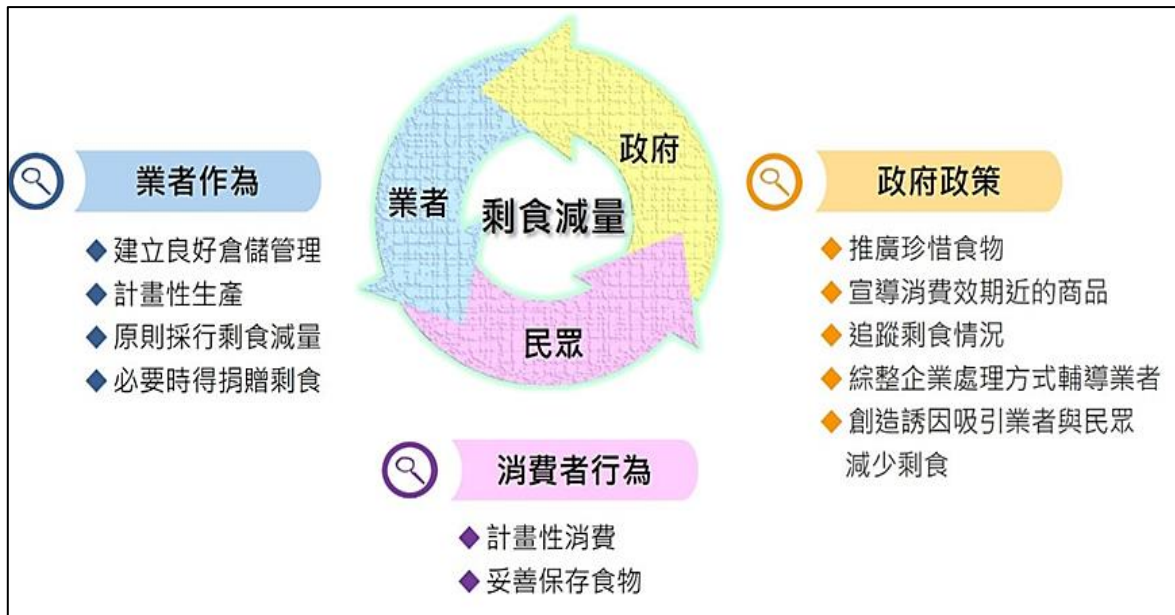 政府
業者
剩食減量
民眾
業者作為
建立良好倉儲管理
計畫性生產
原則採行剩食減量
必要時得捐贈剩食
政府政策
推廣珍惜食物
宣導消費效期近的商品
追蹤剩食情況
綜整企業處理方式輔導業者
創造誘因吸引業者與民眾
減少剩食
消費者行為
計畫性消費
妥善保存食物